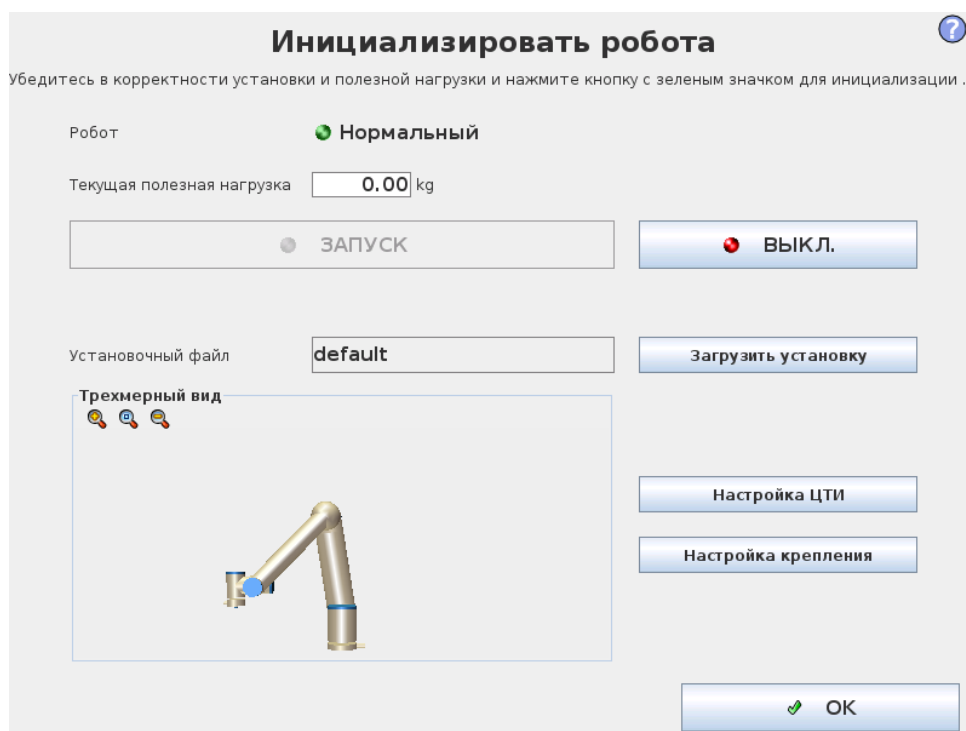 Инициализировать робота
?
Убедитесь в корректности установки и полезной нагрузки и нажмите кнопку с зеленым значком для инициализации .
Робот Нормальный
Текущая полезная нагрузка 0.00 kg
ЗАПУСК ВЫКЛ.
Установочный файл default Загрузить установку
Трехмерный вид
Настройка ЦТИ
Настройка крепления
OK